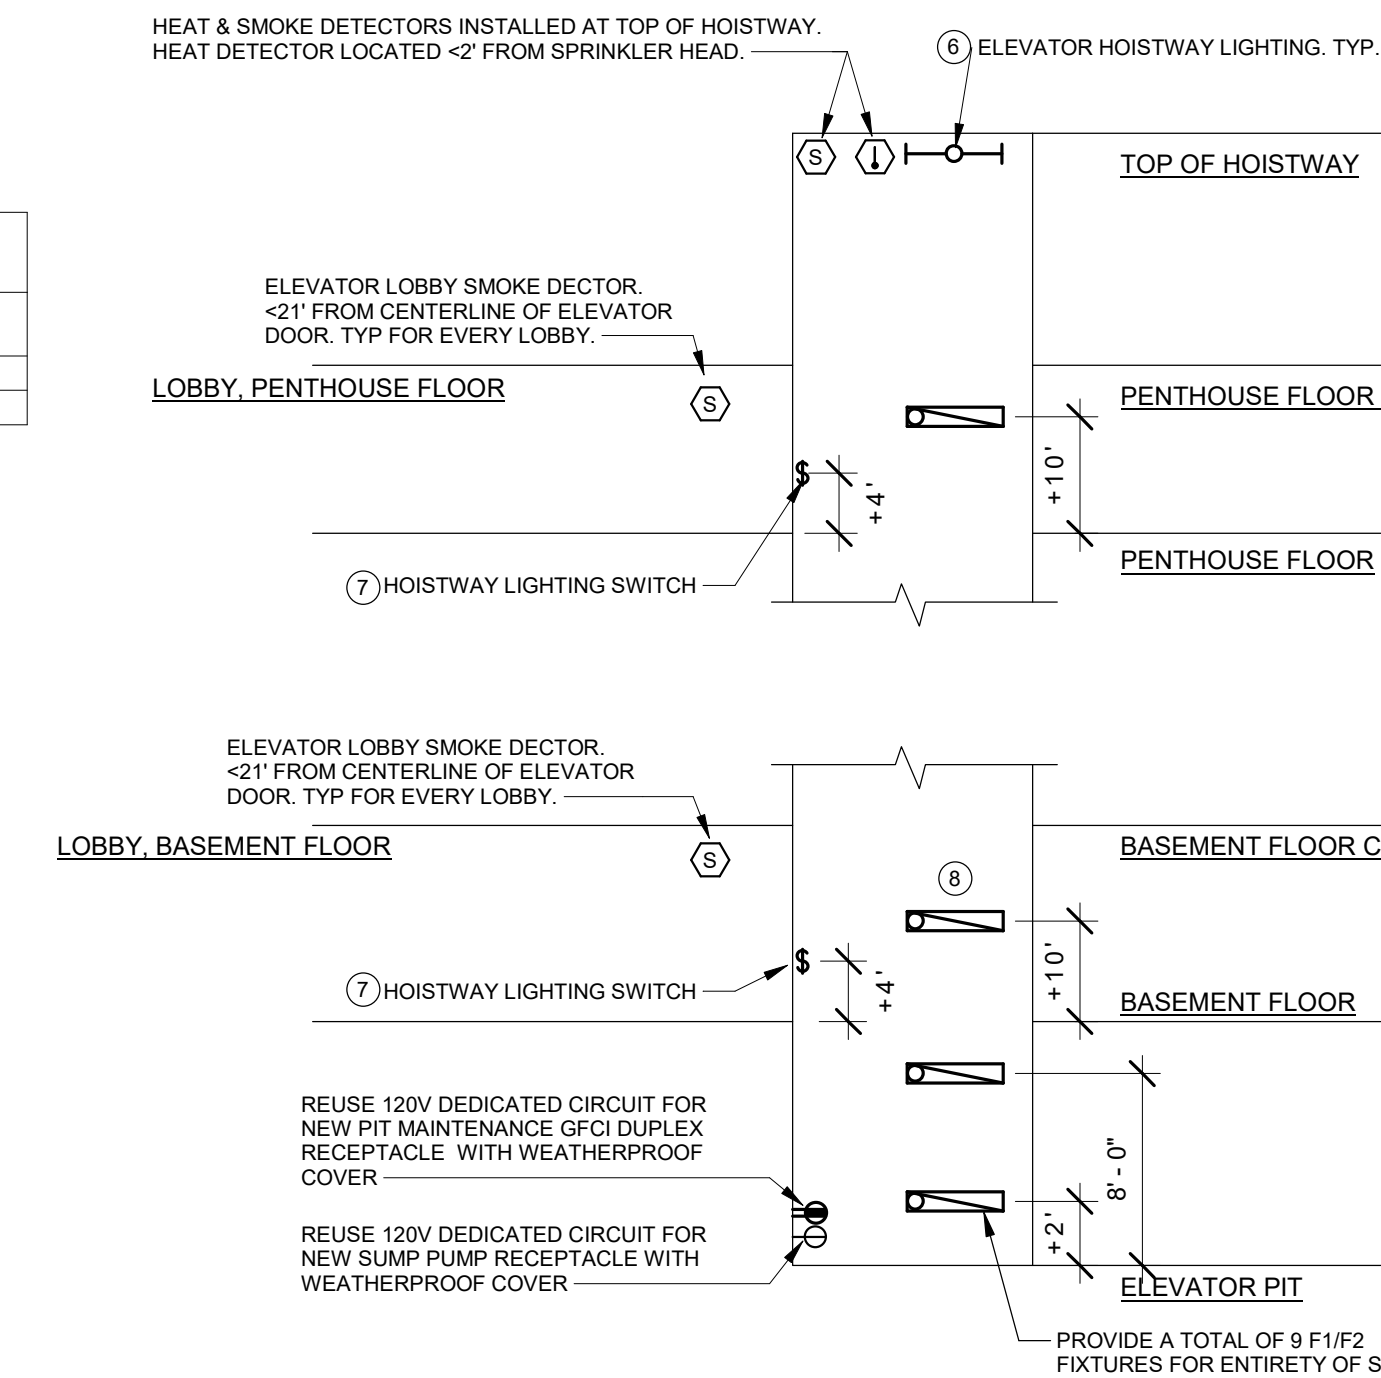 HEAT & SMOKE DETECTORS INSTALLED AT TOP OF HOISTWAY.
HEAT DETECTOR LOCATED <2' FROM SPRINKLER HEAD.
6 ELEVATOR HOISTWAY LIGHTING. TYP.
S
TOP OF HOISTWAY
ELEVATOR LOBBY SMOKE DECTOR.
<21' FROM CENTERLINE OF ELEVATOR
DOOR. TYP FOR EVERY LOBBY.
LOBBY, PENTHOUSE FLOOR
S
PENTHOUSE FLOOR
$
+4'
+10'
PENTHOUSE FLOOR
7 HOISTWAY LIGHTING SWITCH
ELEVATOR LOBBY SMOKE DECTOR.
<21' FROM CENTERLINE OF ELEVATOR
DOOR. TYP FOR EVERY LOBBY.
LOBBY, BASEMENT FLOOR
S
BASEMENT FLOOR C
8
$
+4'
+10'
7 HOISTWAY LIGHTING SWITCH
BASEMENT FLOOR
REUSE 120V DEDICATED CIRCUIT FOR
NEW PIT MAINTENANCE GFCI DUPLEX
RECEPTACLE WITH WEATHERPROOF
COVER
8' - 0"
+2'
REUSE 120V DEDICATED CIRCUIT FOR
NEW SUMP PUMP RECEPTACLE WITH
WEATHERPROOF COVER
ELEVATOR PIT
PROVIDE A TOTAL OF 9 F1/F2
FIXTURES FOR ENTIRETY OF S